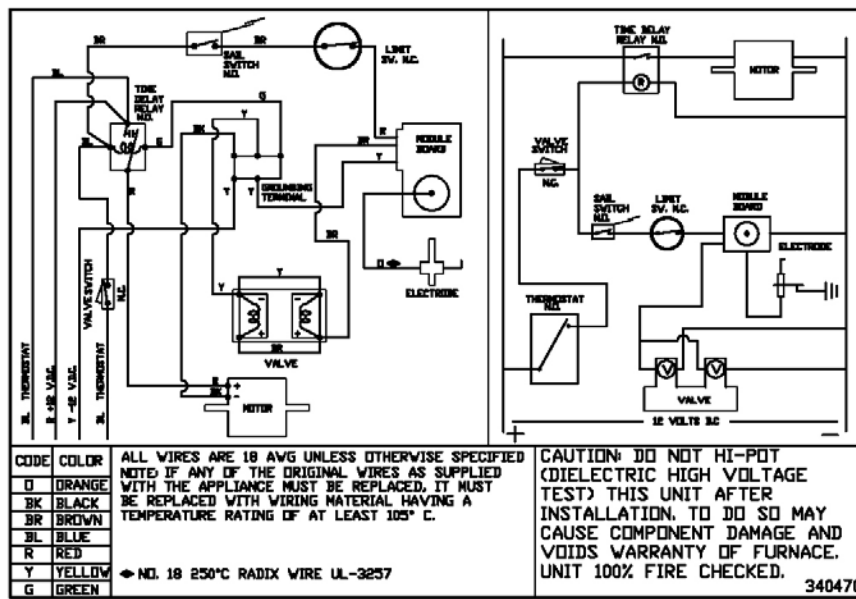 BR
SAIL
SWITCH
N.O.
BR
LIMIT
SW. N.C.
BL
BL
TIME
DELAY
RELAY
N.O.
BL
G
G
R
BK
Y
Y
Y
GROUNDING
TERMINAL
R
BR
Y
MODULE
BOARD
BR
O
ELECTRODE
VALVE SWITCH
N.C.
Y
Y
BR
VALVE
R
BK
+
-
MOTOR
BL THERMOSTAT
R +12 V.D.C.
Y -12 V.D.C.
BL THERMOSTAT
TIME DELAY
RELAY N.O.
R
MOTOR
VALVE
SWITCH
N.C.
SAIL
SWITCH
N.O.
LIMIT
SW. N.C.
MODULE
BOARD
ELECTRODE
THERMOSTAT
N.O.
V
V
VALVE
12 VOLTS DC
+
-
CODE COLOR
O ORANGE
BK BLACK
BR BROWN
BL BLUE
R RED
Y YELLOW
G GREEN
ALL WIRES ARE 18 AWG UNLESS OTHERWISE SPECIFIED
NOTE: IF ANY OF THE ORIGINAL WIRES AS SUPPLIED
WITH THE APPLIANCE MUST BE REPLACED, IT MUST
BE REPLACED WITH WIRING MATERIAL HAVING A
TEMPERATURE RATING OF AT LEAST 105° C.
NO. 18 250°C RADIX WIRE UL-3257
CAUTION: DO NOT HI-POT
(DIELECTRIC HIGH VOLTAGE
TEST) THIS UNIT AFTER
INSTALLATION. TO DO SO MAY
CAUSE COMPONENT DAMAGE AND
VOIDS WARRANTY OF FURNACE.
UNIT 100% FIRE CHECKED.